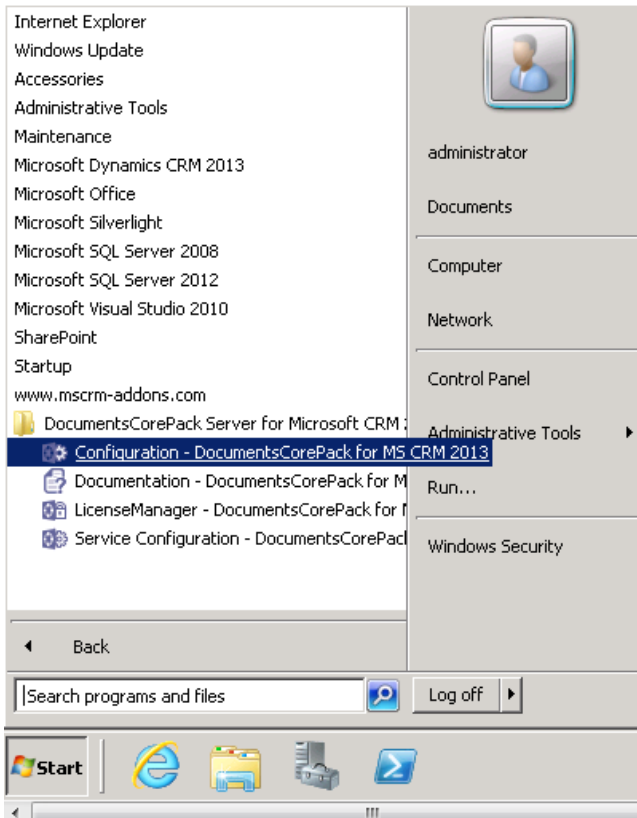 Internet Explorer
Windows Update
Accessories
Administrative Tools
Maintenance
Microsoft Dynamics CRM 2013
Microsoft Office
Microsoft Silverlight
Microsoft SQL Server 2008
Microsoft SQL Server 2012
Microsoft Visual Studio 2010
SharePoint
Startup
www.mscrm-addons.com
DocumentsCorePack Server for Microsoft CRM
Configuration - DocumentsCorePack for MS CRM 2013
Documentation - DocumentsCorePack for M
LicenseManager - DocumentsCorePack for
Service Configuration - DocumentsCorePac
Back
Search programs and files
administrator
Documents
Computer
Network
Control Panel
Administrative Tools
Run...
Windows Security
Log off
Start